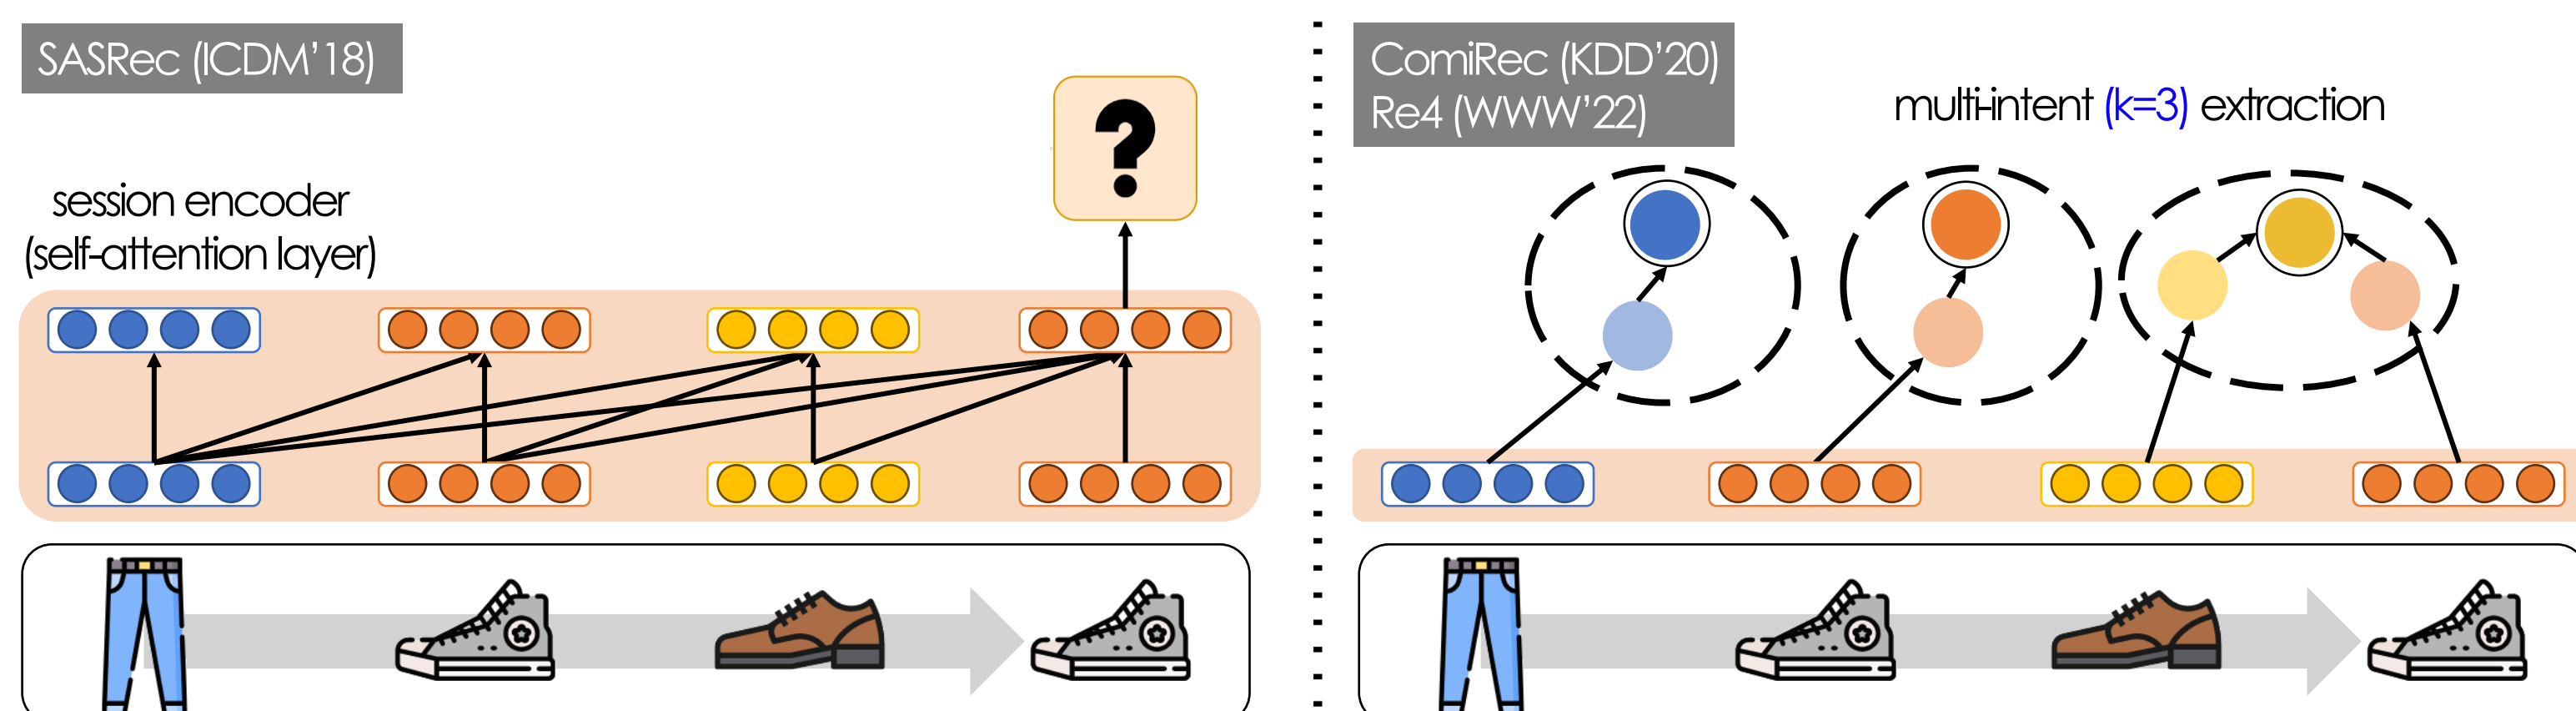 SASRec (ICDM'18)
session encoder
(self-attention layer)
?
ComiRec (KDD'20)
Re4 (WWW'22)
multi-intent (k=3) extraction